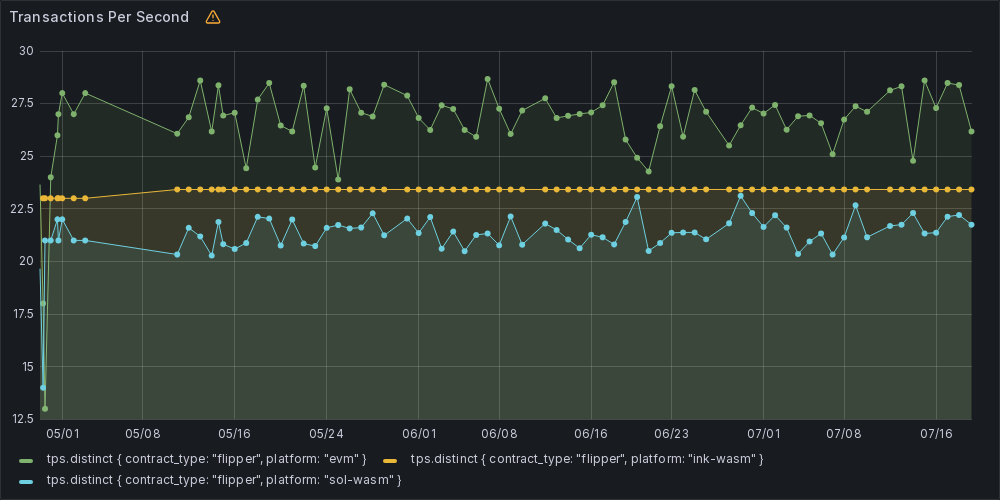 Transactions Per Second
30
27.5
25
22.5
20
17.5
15
12.5
05/01 05/08 05/16 05/24 06/01 06/08 06/16 06/23 07/01 07/08 07/16
tps.distinct { contract_type: "flipper", platform: "evm" } tps.distinct { contract_type: "flipper", platform: "ink-wasm" }
tps.distinct { contract_type: "flipper", platform: "sol-wasm" }